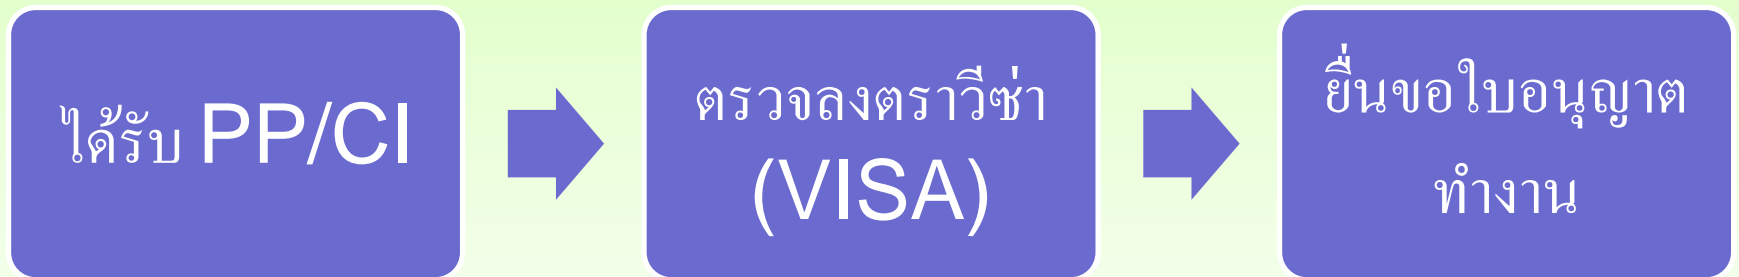 ได้รับ PP/CI
ตรวจลงตราวีซ่า
(VISA)
ยื่นขอใบอนุญาต
ทำงาน